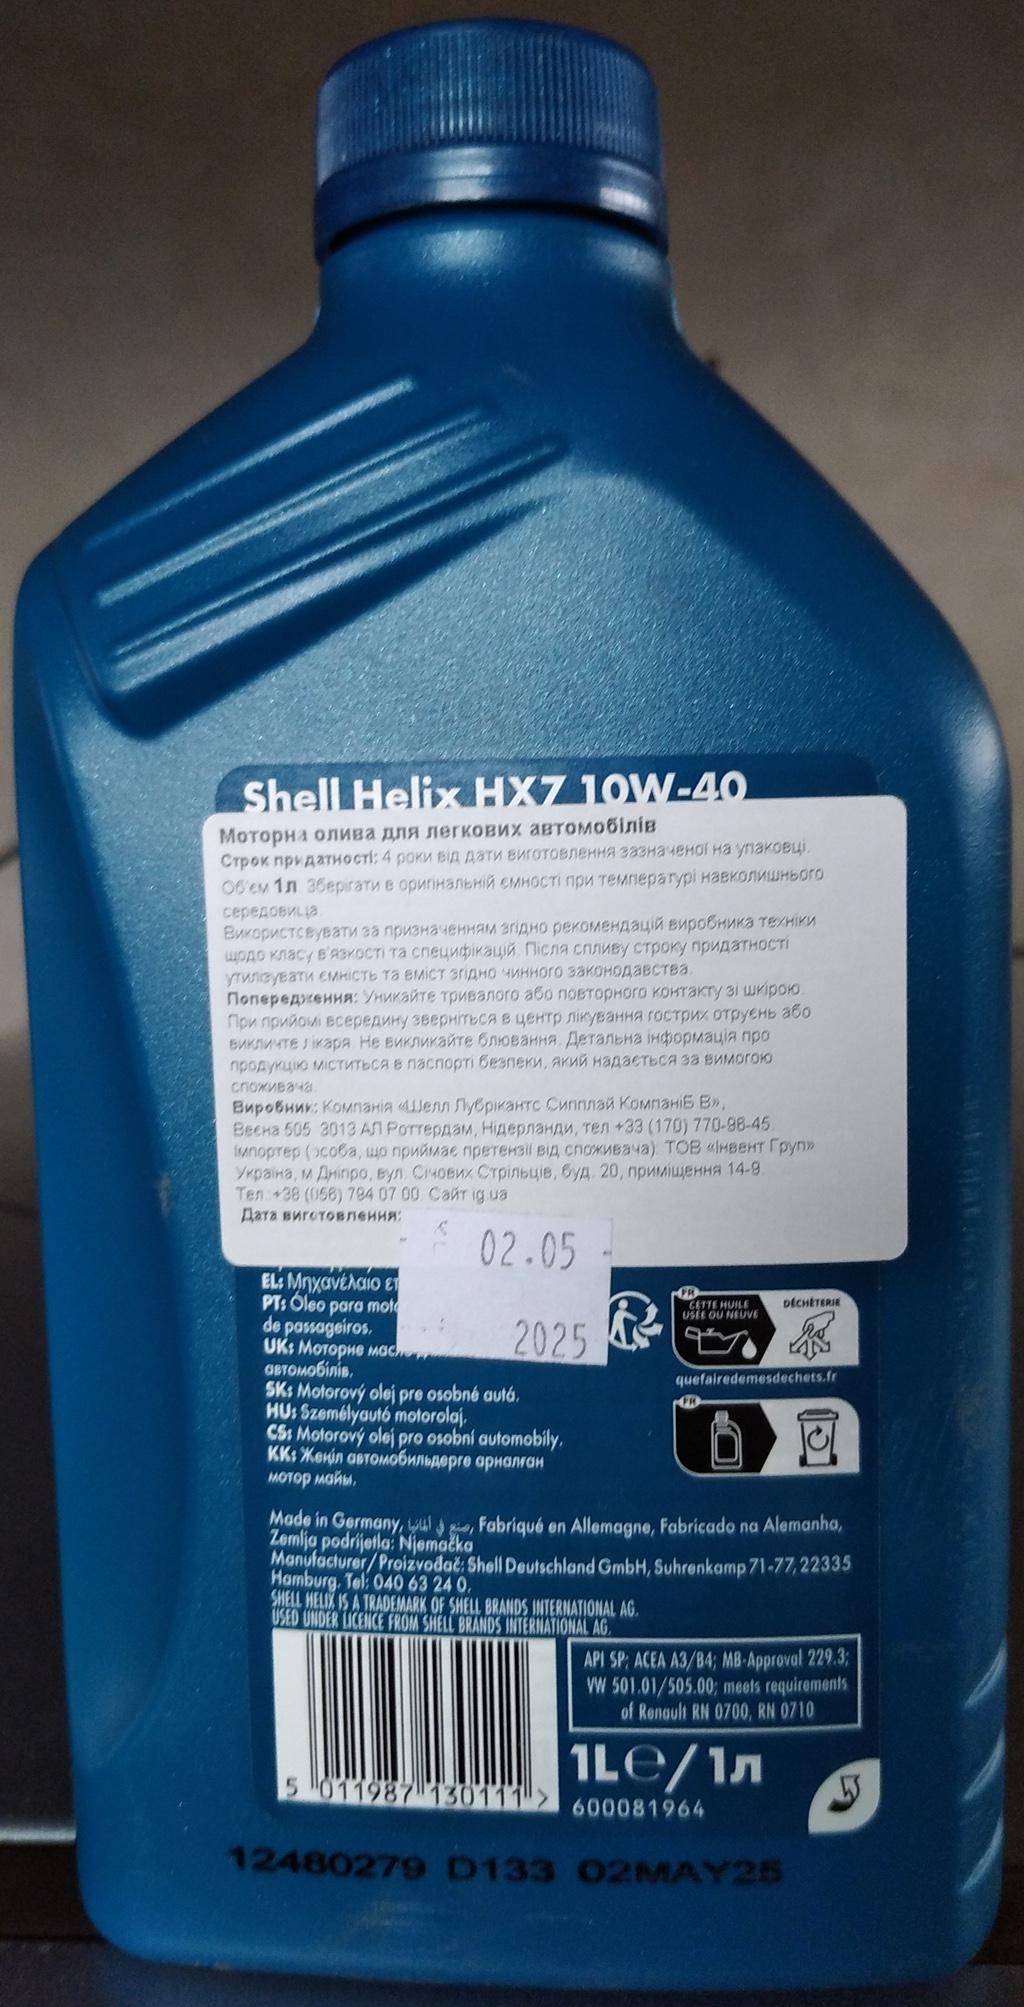 Shell Helix HX7 10W-40
Моторна олива для легкових автомобілів
Строк придатності: 4 роки від дати виготовлення зазначеної на упаковці.
Об'єм 1л Зберігати в оригінальній ємності при температурі навколишнього
середовища.
Використовувати за призначенням згідно рекомендацій виробника техніки
щодо класу в'язкості та специфікацій. Після спливу строку придатності
утилізувати ємність та вміст згідно чинного законодавства.
Попередження: Уникайте тривалого або повторного контакту зі шкірою.
При прийомі всередину зверніться в центр лікування гострих отруєнь або
викличте лікаря. Не викликайте блювання. Детальна інформація про
продукцію міститься в паспорті безпеки, який надається за вимогою
споживача.
Виробник: Компанія «Шелл Лубрікантс Сипплай КомпаніБ.В»,
Веєна 505 3013 АЛ Роттердам, Нідерланди, тел +33 (170) 770-96-45.
Імпортер (особа, що приймає претензії від споживача): ТОВ «Інвент Груп»
Україна, м.Дніпро, вул. Січових Стрільців, буд. 20, приміщення 14-9.
Тел: +38 (056) 794 07 00. Сайт ig.ua
Дата виготовлення:
02.05
2025
EL: Μηχανέλαιο
PT: Óleo para
de passageiros.
UK: Моторне
автомобілів.
SK: Motorový olej pre osobné autá.
HU: Személyautó motorolaj.
CS: Motorový olej pro osobní automobily.
KK: Жеңіл автомобильдерге арналған
мотор майы.
FR
CETTE HUILE
USÉE OU NEUVE
DÉCHÈTERIE
quefairedemesdechets.fr
FR
Made in Germany, صنع في ألمانيا, Fabriqué en Allemagne, Fabricado na Alemanha,
Zemlja podrijetla: Njemačka
Manufacturer/Proizvođač: Shell Deutschland GmbH, Suhrenkamp 71-77, 22335
Hamburg. Tel: 040 63 24 0.
SHELL HELIX IS A TRADEMARK OF SHELL BRANDS INTERNATIONAL AG.
USED UNDER LICENCE FROM SHELL BRANDS INTERNATIONAL AG.
API SP; ACEA A3/B4; MB-Approval 229.3;
VW 501.01/505.00; meets requirements
of Renault RN 0700, RN 0710
1L℮/1л
600081964
5 011987 130111 >
12480279 D133 02MAY25